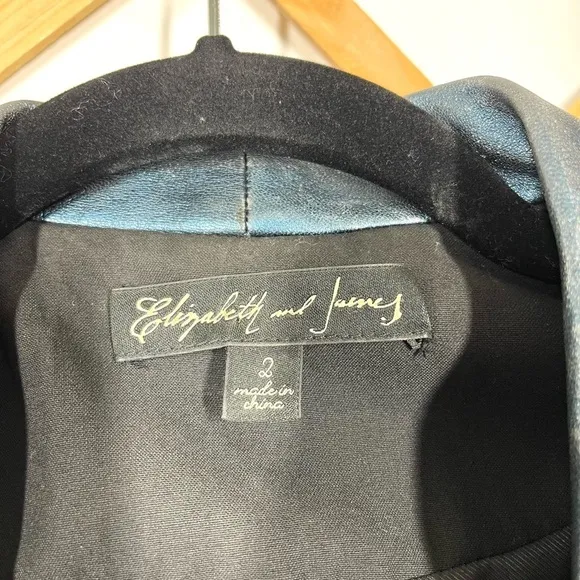 Elizabeth and James
2
made in
china